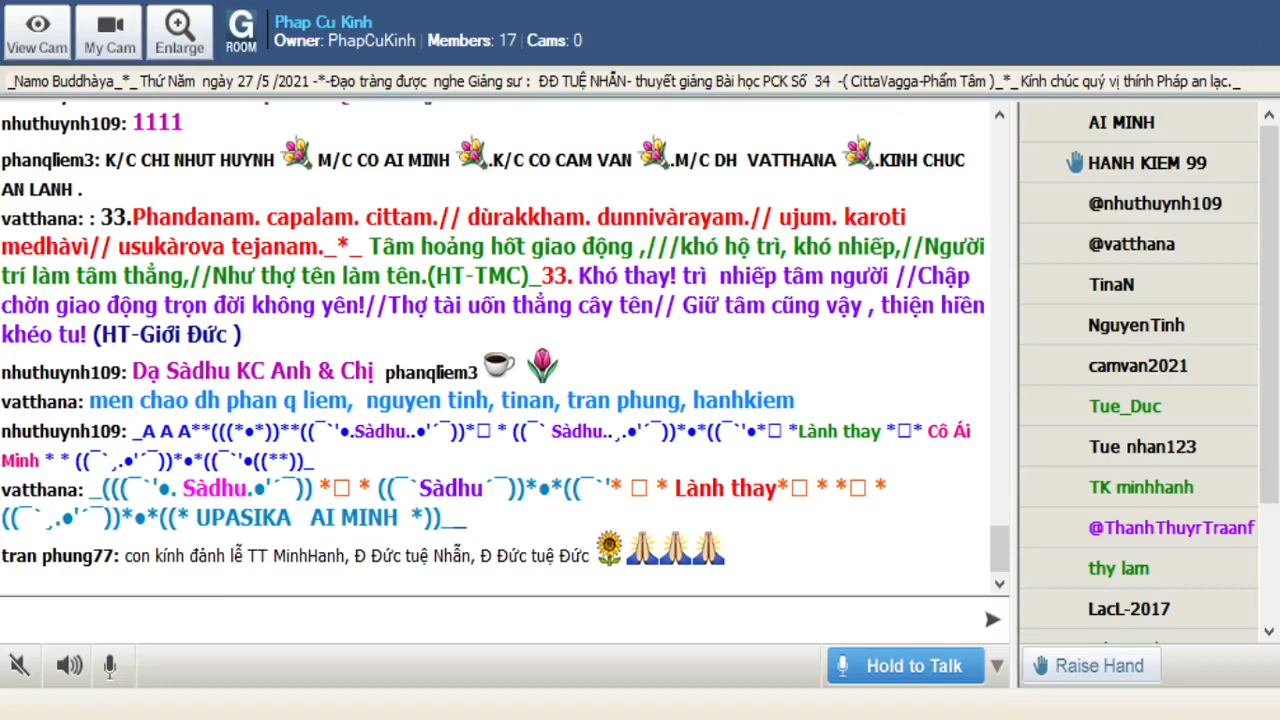 View Cam
My Cam
Enlarge
G
ROOM
Phap Cu Kinh
Owner: PhapCuKinh | Members: 17 | Cams: 0
_Namo Buddhàya_*_ Thứ Năm ngày 27 /5 /2021 -*-Đạo tràng được nghe Giảng sư : ĐĐ TUỆ NHẪN- thuyết giảng Bài học PCK Số 34 -( CittaVagga-Phẩm Tâm )_*_ Kính chúc quý vị thính Pháp an lạc._
nhuthuynh109: 1111
phanqliem3: K/C CHI NHUT HUYNH M/C CO AI MINH .K/C CO CAM VAN .M/C DH VATTHANA .KINH CHUC
AN LANH .
vatthana: : 33.Phandanam. capalam. cittam.// dùrakkham. dunnivàrayam.// ujum. karoti
medhàvì// usukàrova tejanam._*_ Tâm hoảng hốt giao động ,///khó hộ trì, khó nhiếp,//Người
trí làm tâm thẳng,//Như thợ tên làm tên.(HT-TMC)_33. Khó thay! trì nhiếp tâm người //Chập
chờn giao động trọn đời không yên!//Thợ tài uốn thẳng cây tên// Giữ tâm cũng vậy , thiện hiền
khéo tu! (HT-Giới Đức )
nhuthuynh109: Dạ Sàdhu KC Anh & Chị phanqliem3
vatthana: men chao dh phan q liem, nguyen tinh, tinan, tran phung, hanhkiem
nhuthuynh109: _A A A**(((*•*))**((¯`'•.Sàdhu..•'´¯))*□ * ((¯` Sàdhu..¸.•'´¯))*•*((¯`'•*□ *Lành thay *□* Cô Ái
Minh * * ((¯`¸.•'´¯))*•*((¯`'•((**))_
vatthana: _(((¯`'•. Sàdhu.•'´¯)) *□ * ((¯`Sàdhu´¯))*•*((¯`'* □ * Lành thay*□ * *□ *
((¯`¸.•'´¯))*•*((* UPASIKA AI MINH *))__
tran phung77: con kính đảnh lễ TT MinhHanh, Đ Đức tuệ Nhẫn, Đ Đức tuệ Đức
AI MINH
HANH KIEM 99
@nhuthuynh109
@vatthana
TinaN
NguyenTinh
camvan2021
Tue_Duc
Tue nhan123
TK minhhanh
@ThanhThuyrTraanf
thy lam
LacL-2017
Hold to Talk
Raise Hand